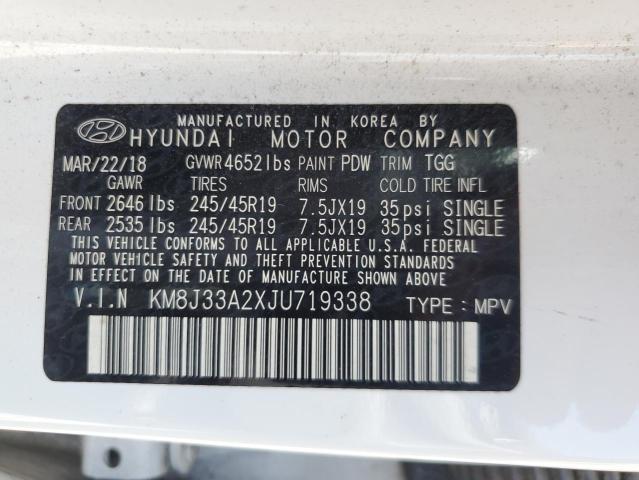 MANUFACTURED IN KOREA BY
HYUNDAI MOTOR COMPANY
MAR/22/18 GVWR 4652lbs PAINT PDW TRIM TGG
GAWR TIRES RIMS COLD TIRE INFL
FRONT 2646 lbs 245/45R19 7.5JX19 35psi SINGLE
REAR 2535 lbs 245/45R19 7.5JX19 35psi SINGLE
THIS VEHICLE CONFORMS TO ALL APPLICABLE U.S.A. FEDERAL
MOTOR VEHICLE SAFETY AND THEFT PREVENTION STANDARDS
IN EFFECT ON THE DATE OF MANUFACTURE SHOWN ABOVE
V.I.N KM8J33A2XJU719338 TYPE : MPV